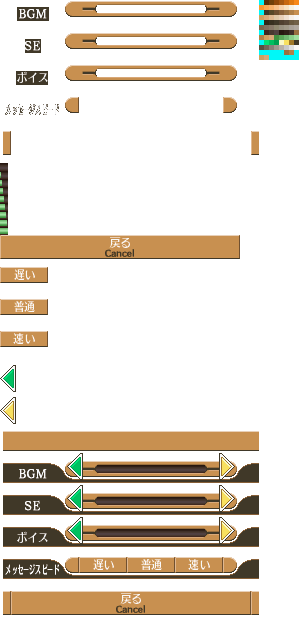 BGM
SE
ボイス
戻る
Cancel
遅い
普通
速い
BGM
SE
ボイス
メッセージスピード 遅い 普通 速い
戻る
Cancel